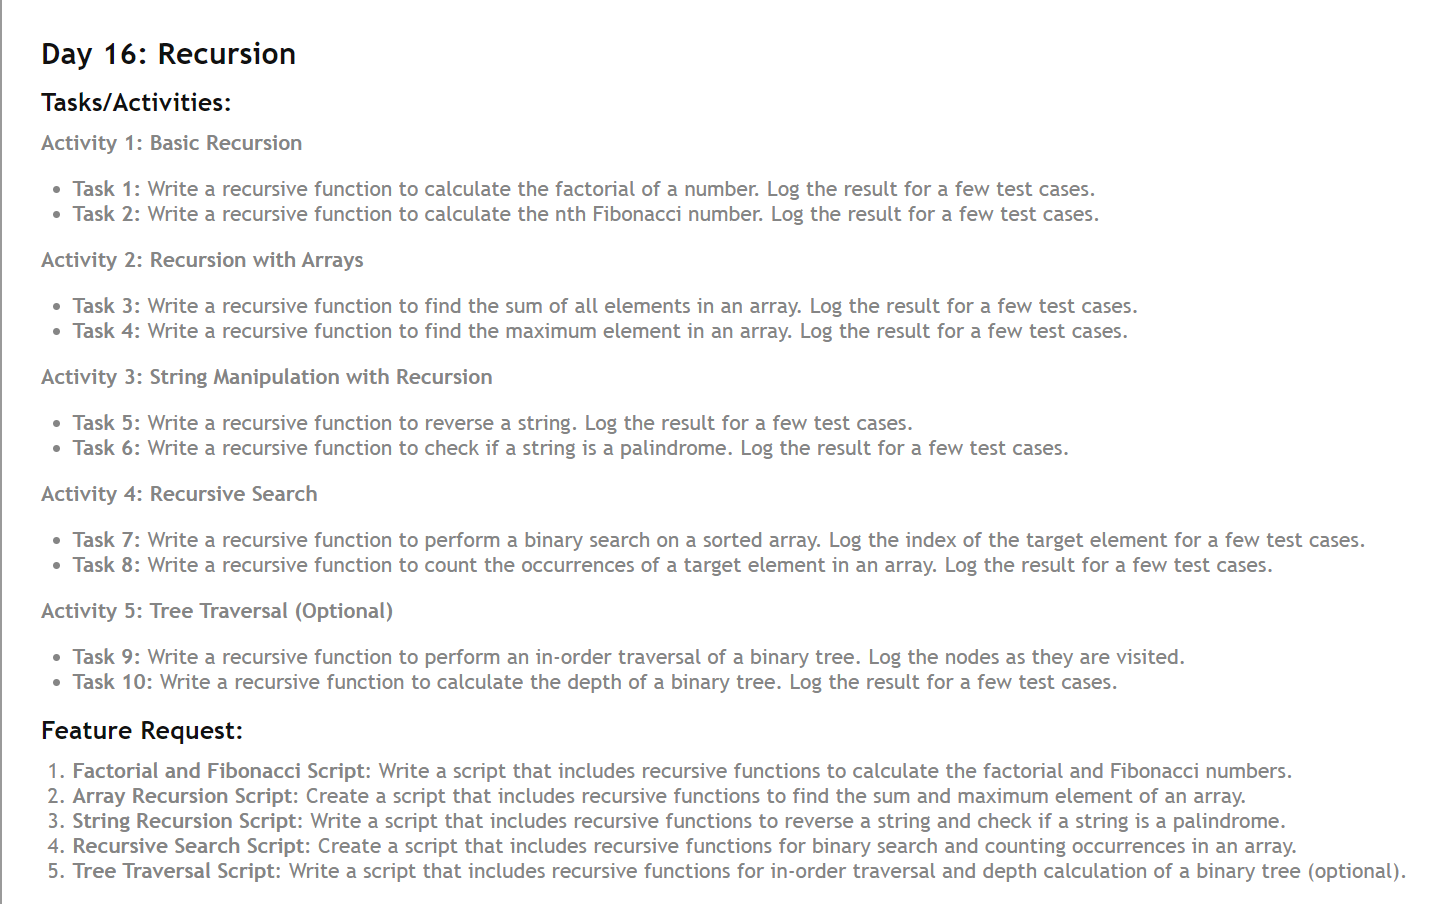 Day 16: Recursion
Tasks/Activities:
Activity 1: Basic Recursion
• Task 1: Write a recursive function to calculate the factorial of a number. Log the result for a few test cases.
• Task 2: Write a recursive function to calculate the nth Fibonacci number. Log the result for a few test cases.
Activity 2: Recursion with Arrays
• Task 3: Write a recursive function to find the sum of all elements in an array. Log the result for a few test cases.
• Task 4: Write a recursive function to find the maximum element in an array. Log the result for a few test cases.
Activity 3: String Manipulation with Recursion
• Task 5: Write a recursive function to reverse a string. Log the result for a few test cases.
• Task 6: Write a recursive function to check if a string is a palindrome. Log the result for a few test cases.
Activity 4: Recursive Search
• Task 7: Write a recursive function to perform a binary search on a sorted array. Log the index of the target element for a few test cases.
• Task 8: Write a recursive function to count the occurrences of a target element in an array. Log the result for a few test cases.
Activity 5: Tree Traversal (Optional)
• Task 9: Write a recursive function to perform an in-order traversal of a binary tree. Log the nodes as they are visited.
• Task 10: Write a recursive function to calculate the depth of a binary tree. Log the result for a few test cases.
Feature Request:
1. Factorial and Fibonacci Script: Write a script that includes recursive functions to calculate the factorial and Fibonacci numbers.
2. Array Recursion Script: Create a script that includes recursive functions to find the sum and maximum element of an array.
3. String Recursion Script: Write a script that includes recursive functions to reverse a string and check if a string is a palindrome.
4. Recursive Search Script: Create a script that includes recursive functions for binary search and counting occurrences in an array.
5. Tree Traversal Script: Write a script that includes recursive functions for in-order traversal and depth calculation of a binary tree (optional).